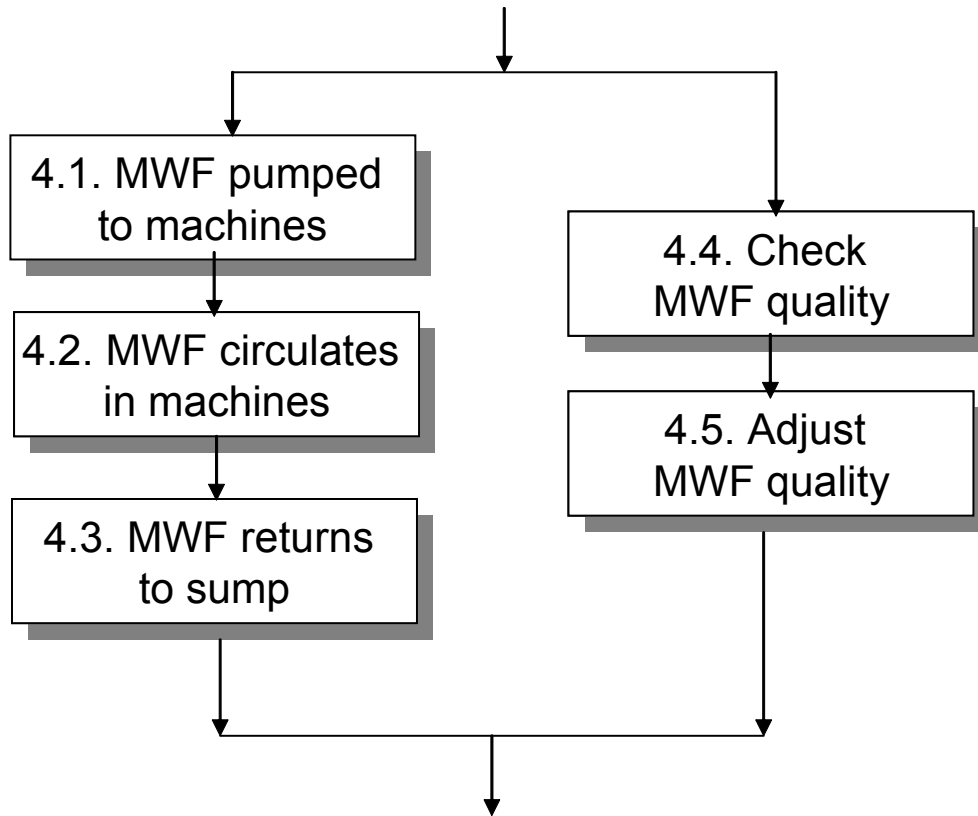 4.1. MWF pumped
to machines
4.2. MWF circulates
in machines
4.3. MWF returns
to sump
4.4. Check
MWF quality
4.5. Adjust
MWF quality